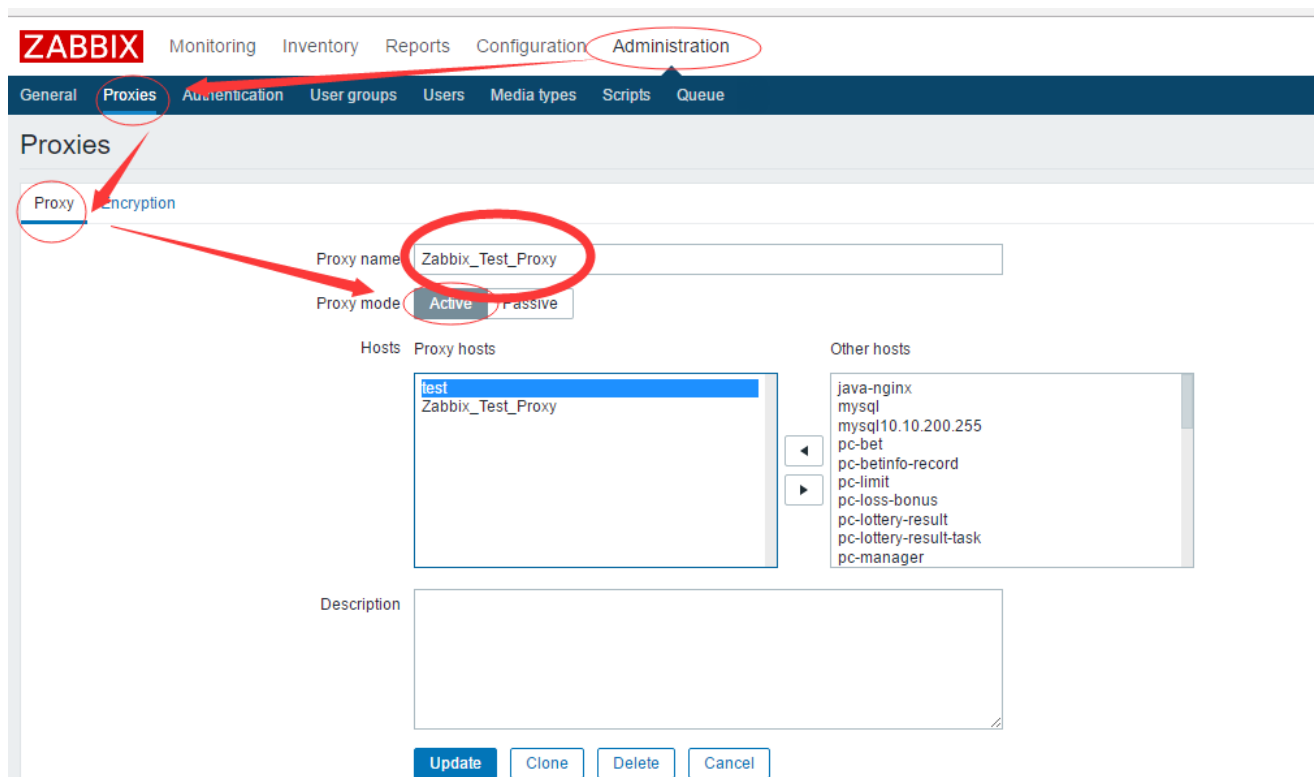 ZABBIX Monitoring Inventory Reports Configuration Administration
General Proxies Authentication User groups Users Media types Scripts Queue
Proxies
Proxy Encryption
Proxy name Zabbix_Test_Proxy
Proxy mode Active Passive
Hosts Proxy hosts Other hosts
test
Zabbix_Test_Proxy
java-nginx
mysql
mysql10.10.200.255
pc-bet
pc-betinfo-record
pc-limit
pc-loss-bonus
pc-lottery-result
pc-lottery-result-task
pc-manager
Description
Update Clone Delete Cancel